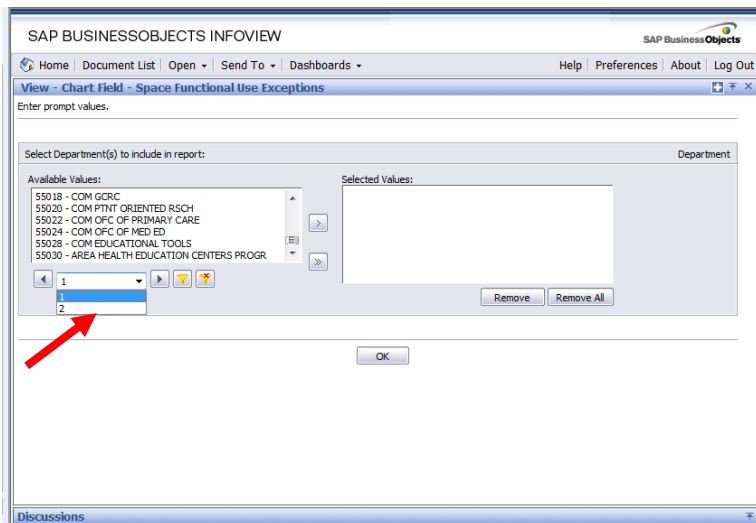 SAP BUSINESSOBJECTS INFOVIEW
SAP BusinessObjects
Home Document List Open Send To Dashboards Help Preferences About Log Out
View - Chart Field - Space Functional Use Exceptions
Enter prompt values.
Select Department(s) to include in report: Department
Available Values: Selected Values:
55018 - COM GCRC
55020 - COM PTNT ORIENTED RSCH
55022 - COM OFC OF PRIMARY CARE
55024 - COM OFC OF MED ED
55028 - COM EDUCATIONAL TOOLS
55030 - AREA HEALTH EDUCATION CENTERS PROGR
1
1
2
Remove Remove All
OK
Discussions